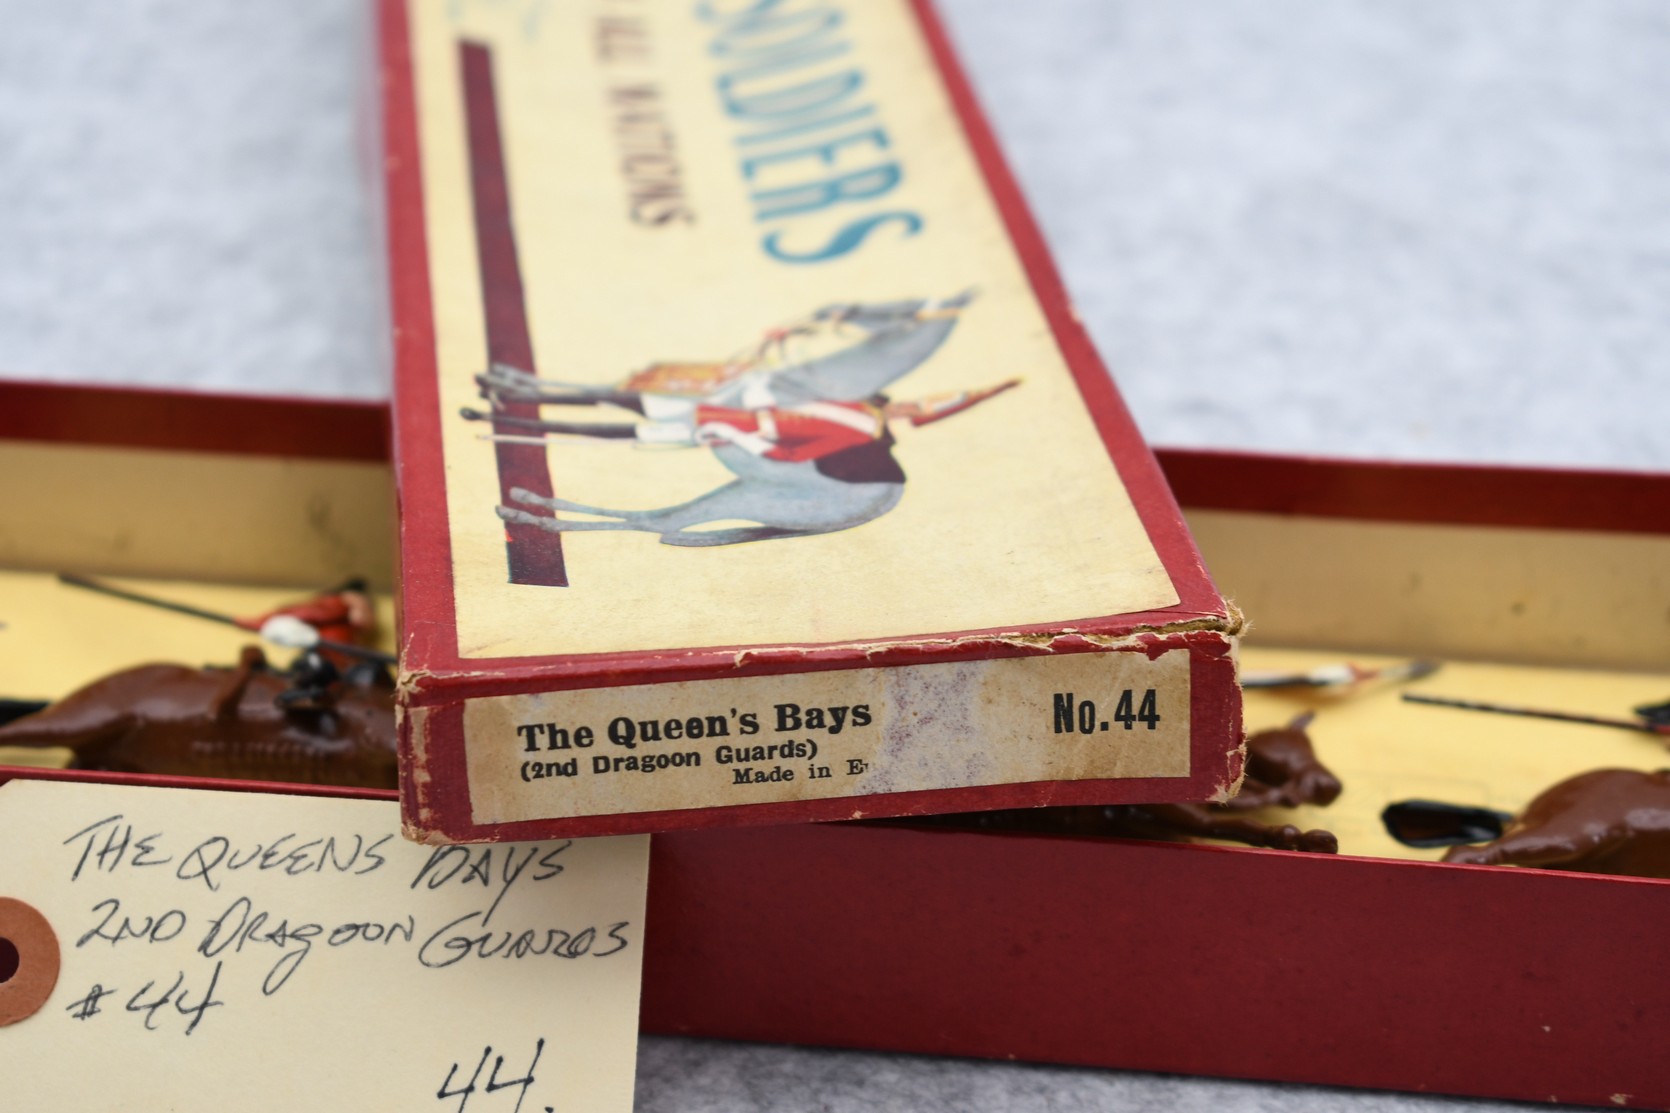 SOLDIERS
ALL NATIONS
The Queen's Bays
No.44
(2nd Dragoon Guards)
Made in E
THE QUEENS BAYS
2ND DRAGOON GUARDS
#44
44.